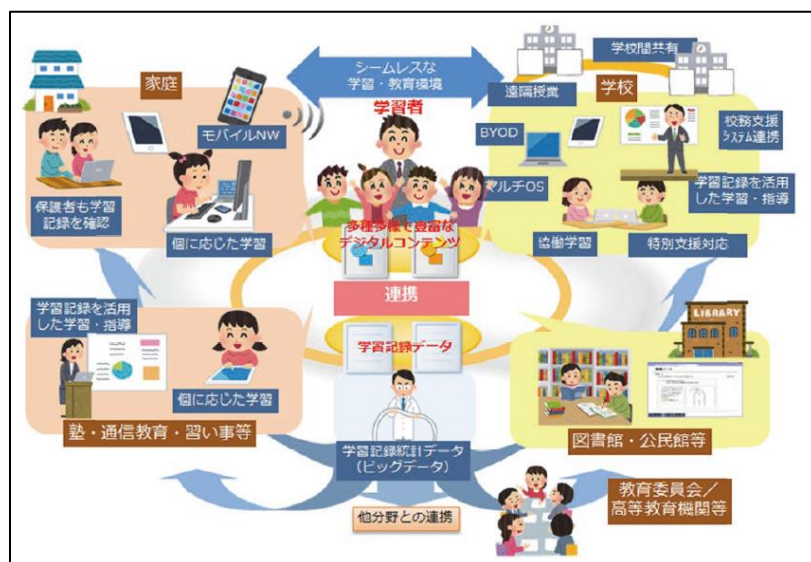 シームレスな
学習・教育環境
家庭
モバイルNW
保護者も学習
記録を確認
個に応じた学習
学習者
多種多様で豊富な
デジタルコンテンツ
学校間共有
遠隔授業
学校
BYOD
マルチOS
校務支援
システム連携
学習記録を活用
した学習・指導
協働学習
特別支援対応
連携
学習記録データ
学習記録を活用
した学習・指導
個に応じた学習
塾・通信教育・習い事等
LIBRARY
図書館・公民館等
学習記録統計データ
(ビッグデータ)
他分野との連携
教育委員会/
高等教育機関等